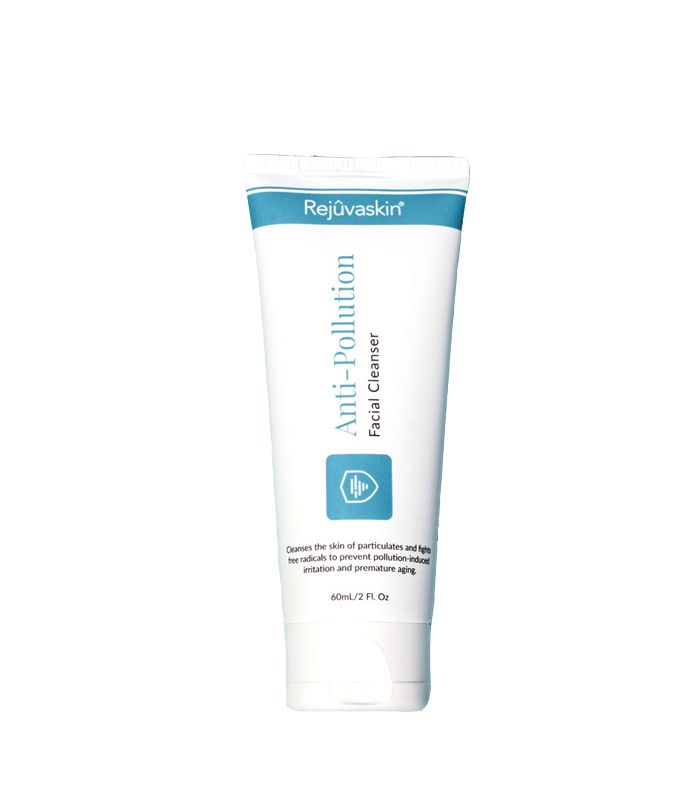 Rejûvaskin®
Anti-Pollution
Facial Cleanser
Cleanses the skin of particulates and fights
free radicals to prevent pollution-induced
irritation and premature aging.
60mL/2 Fl. Oz